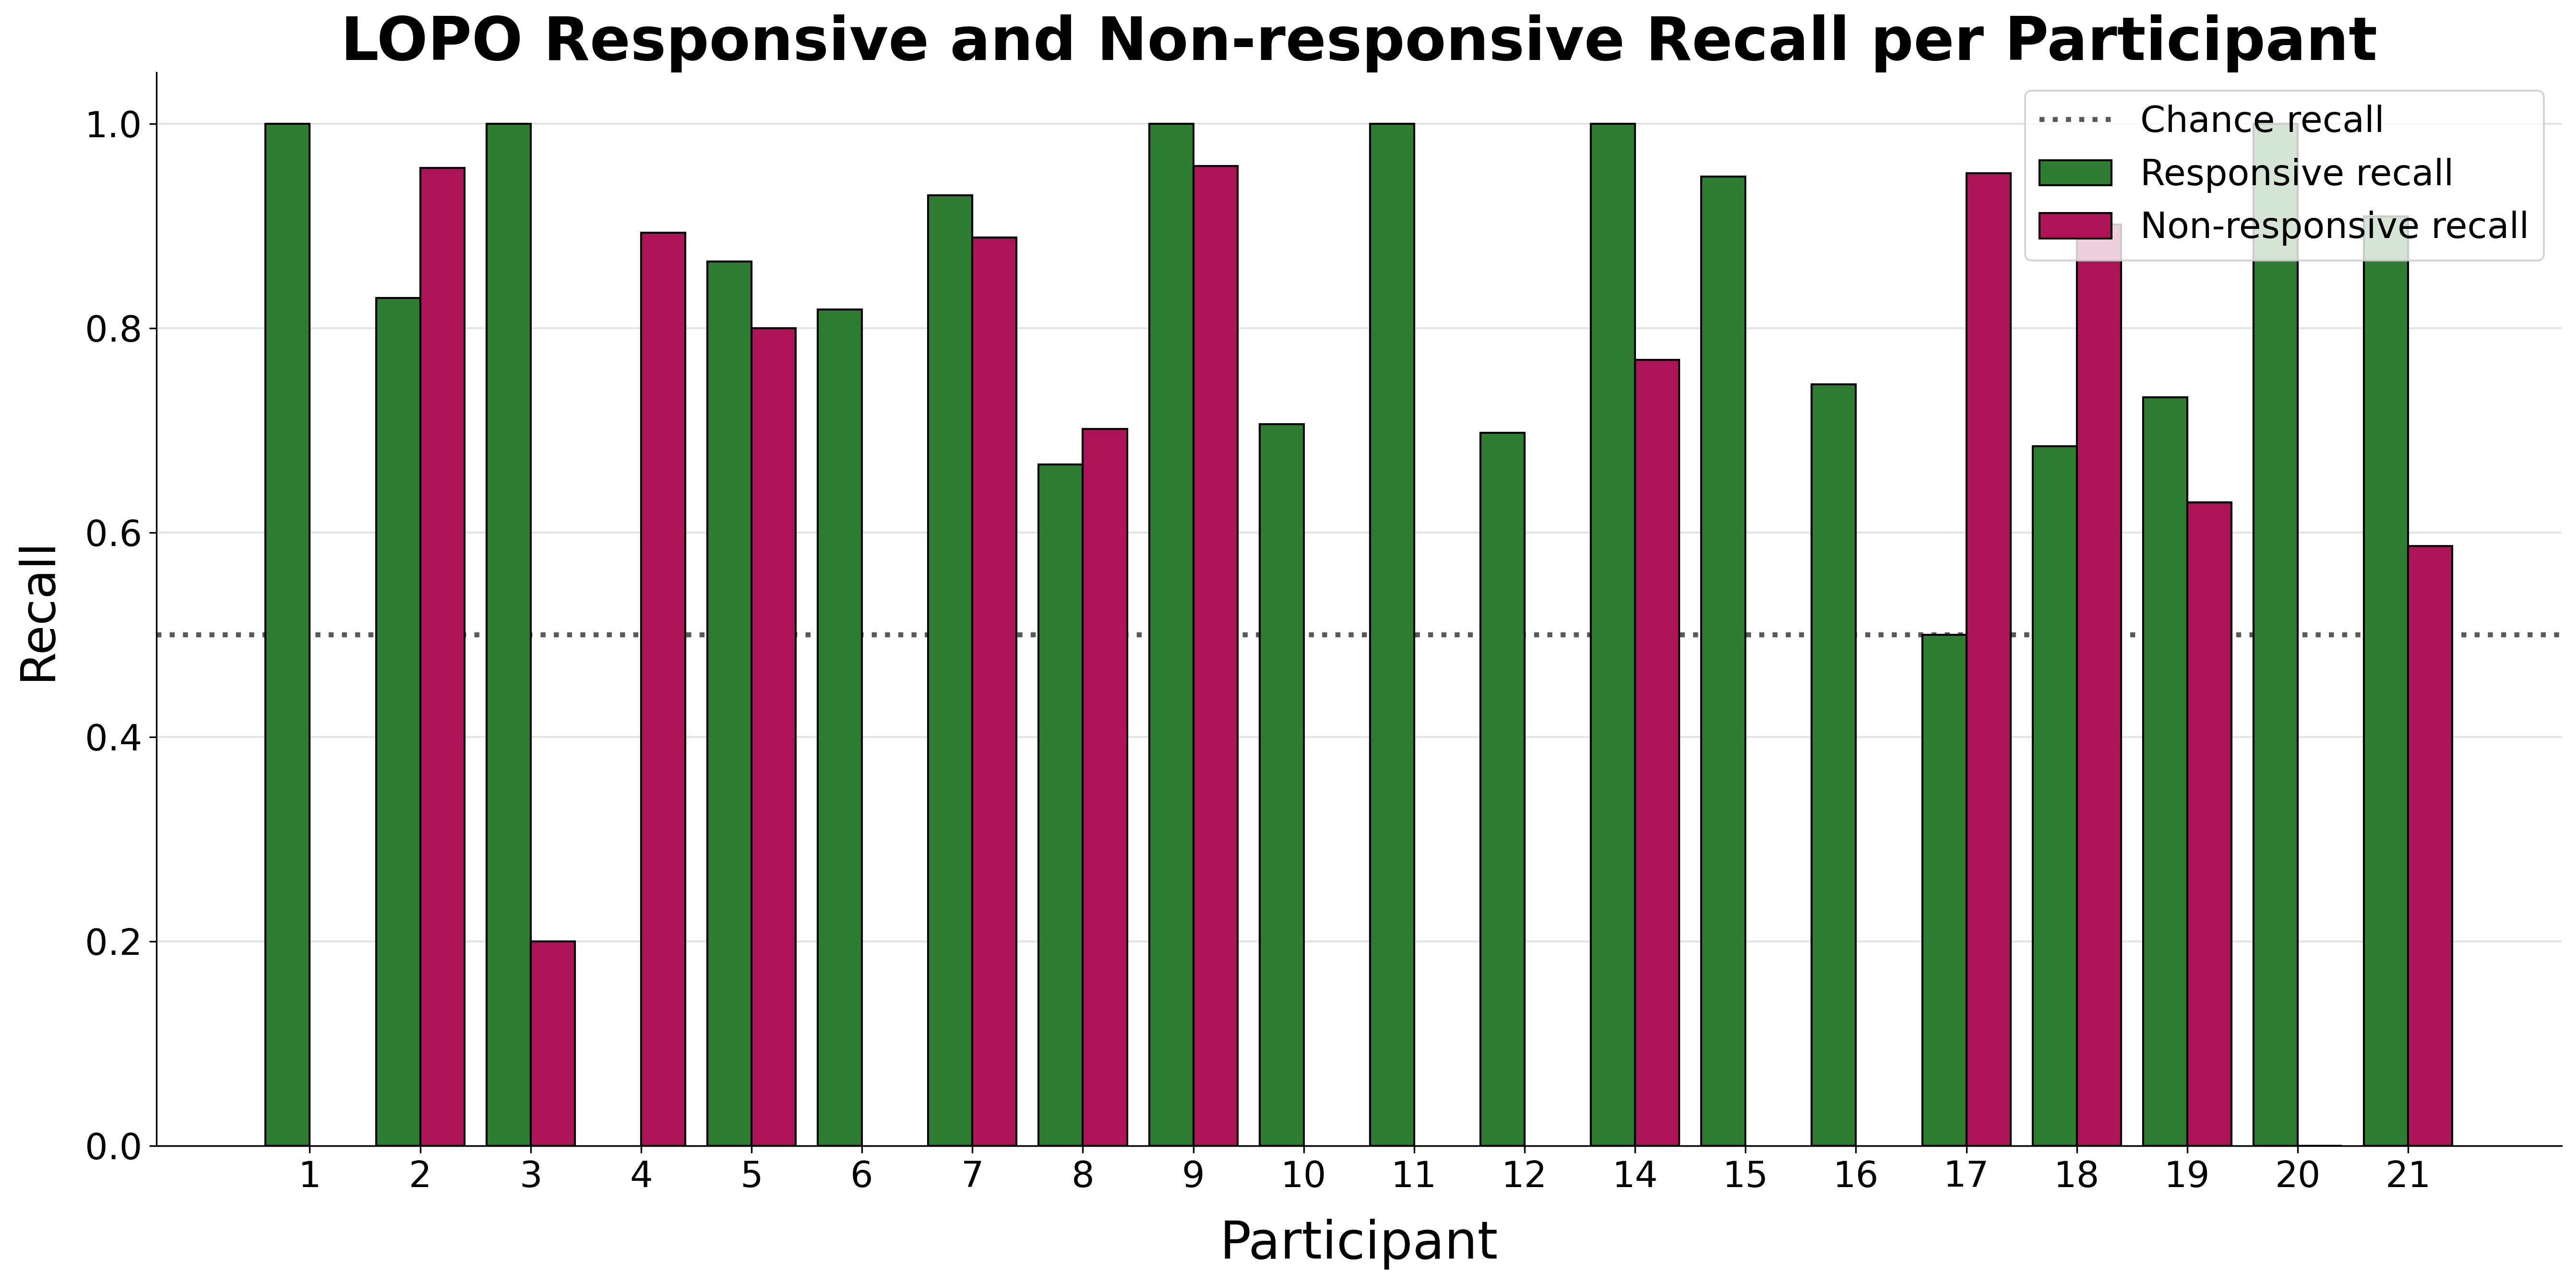 LOPO Responsive and Non-responsive Recall per Participant
Chance recall
Responsive recall
Non-responsive recall
Recall
1.0
0.8
0.6
0.4
0.2
0.0
1 2 3 4 5 6 7 8 9 10 11 12 14 15 16 17 18 19 20 21
Participant